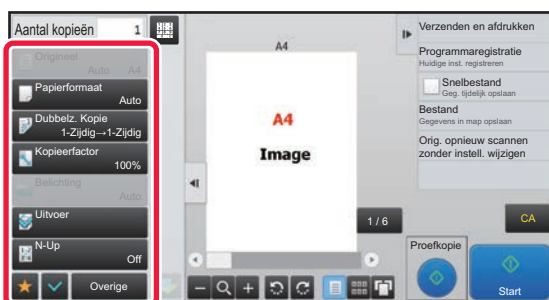 Aantal kopieën 1
Origineel
Auto A4
Papierformaat
Auto
Dubbelz. Kopie
1-Zijdig→1-Zijdig
Kopieerfactor
100%
Belichting
Auto
Uitvoer
N-Up
Off
Overige
A4
A4
Image
1 / 6
Verzenden en afdrukken
Programmaregistratie
Huidige inst. registreren
Snelbestand
Geg. tijdelijk opslaan
Bestand
Gegevens in map opslaan
Orig. opnieuw scannen
zonder instell. wijzigen
CA
Proefkopie
Start